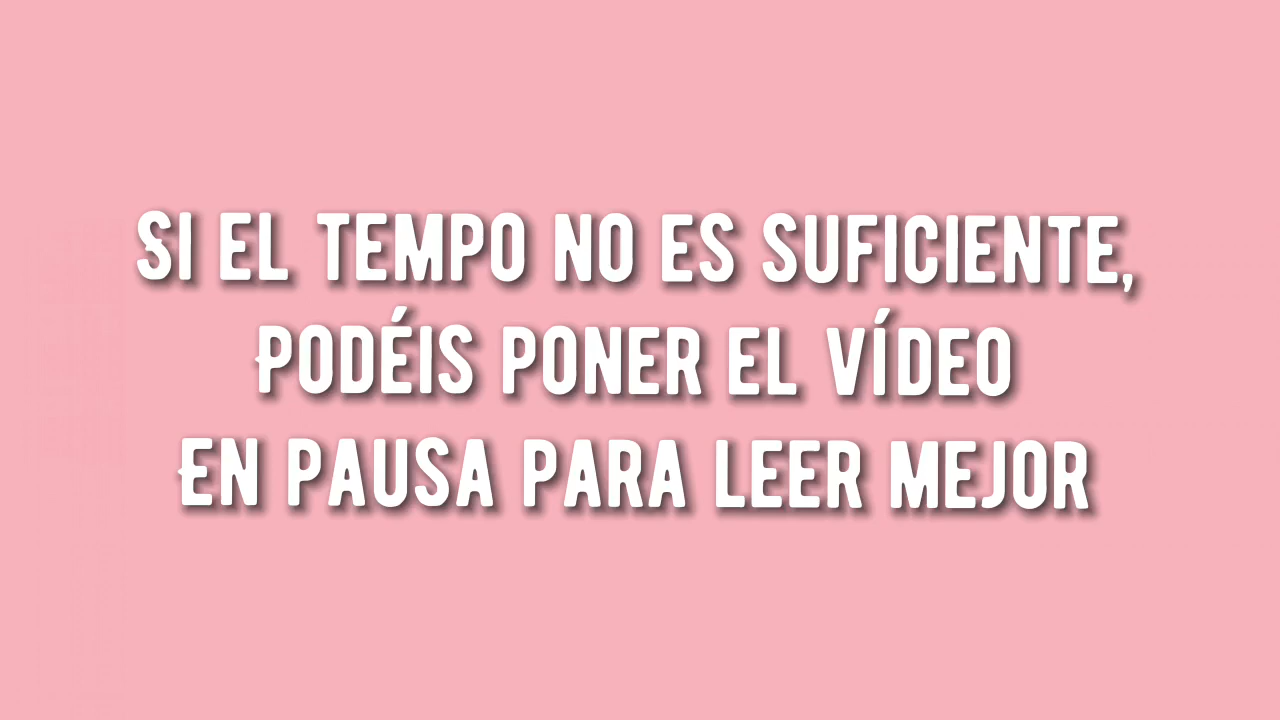 Si el tempo no es suficiente,
Podéis poner el vídeo
En pausa para leer mejor